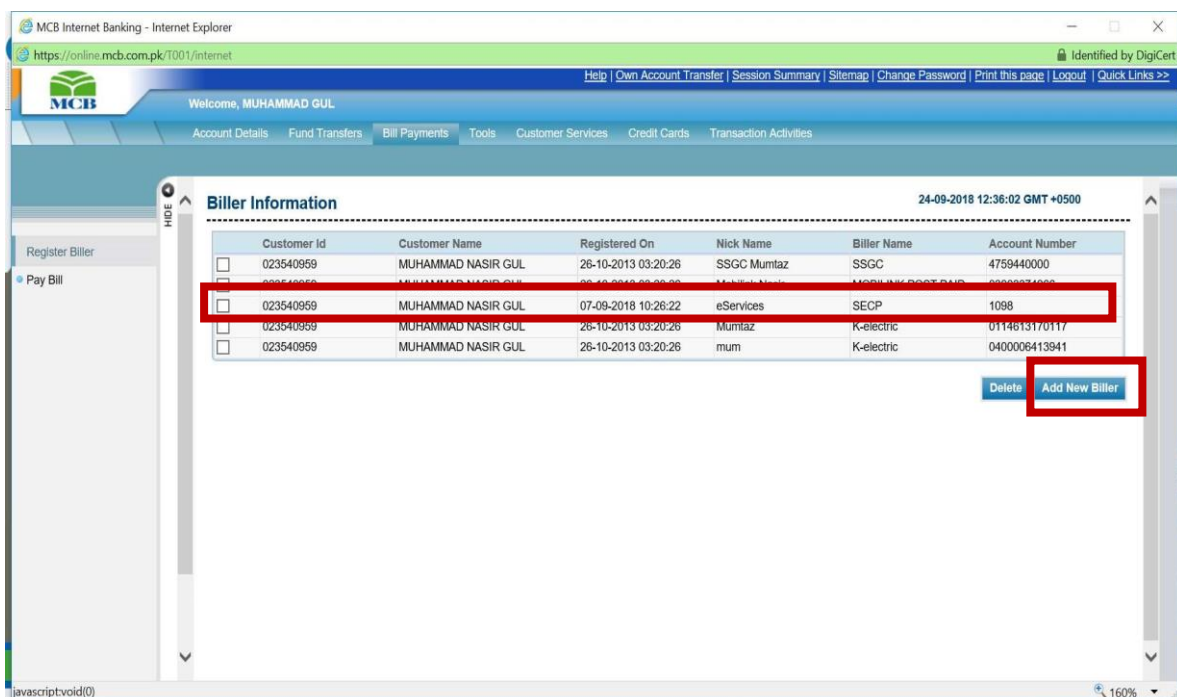 MCB Internet Banking - Internet Explorer
https://online.mcb.com.pk/T001/internet Identified by DigiCert
Help | Own Account Transfer | Session Summary | Sitemap | Change Password | Print this page | Logout | Quick Links >>
MCB
Welcome, MUHAMMAD GUL
Account Details Fund Transfers Bill Payments Tools Customer Services Credit Cards Transaction Activities
HIDE
Biller Information 24-09-2018 12:36:02 GMT +0500
Register Biller
Pay Bill
Customer Id Customer Name Registered On Nick Name Biller Name Account Number
023540959 MUHAMMAD NASIR GUL 26-10-2013 03:20:26 SSGC Mumtaz SSGC 4759440000
023540959 MUHAMMAD NASIR GUL 07-09-2018 10:26:22 eServices SECP 1098
023540959 MUHAMMAD NASIR GUL 26-10-2013 03:20:26 Mumtaz K-electric 0114613170117
023540959 MUHAMMAD NASIR GUL 26-10-2013 03:20:26 mum K-electric 0400006413941
Delete Add New Biller
javascript:void(0) 160%